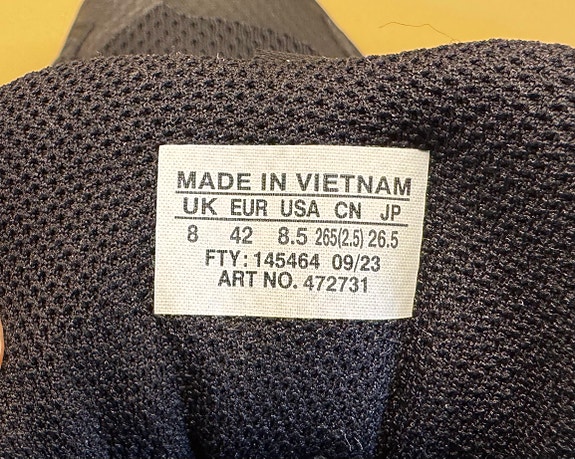 MADE IN VIETNAM
UK EUR USA CN JP
8 42 8.5 265(2.5) 26.5
FTY: 145464 09/23
ART NO. 472731